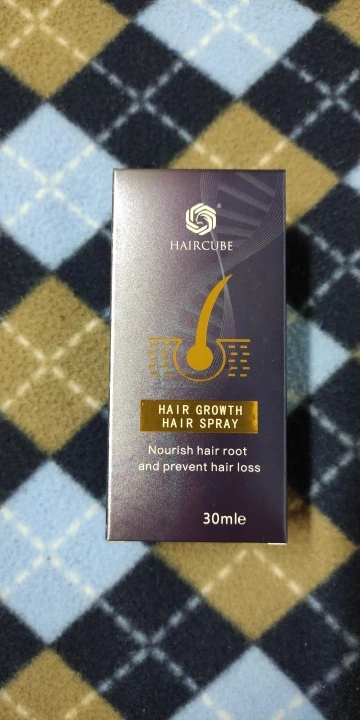 HAIRCUBE
HAIR GROWTH
HAIR SPRAY
Nourish hair root
and prevent hair loss
30mle